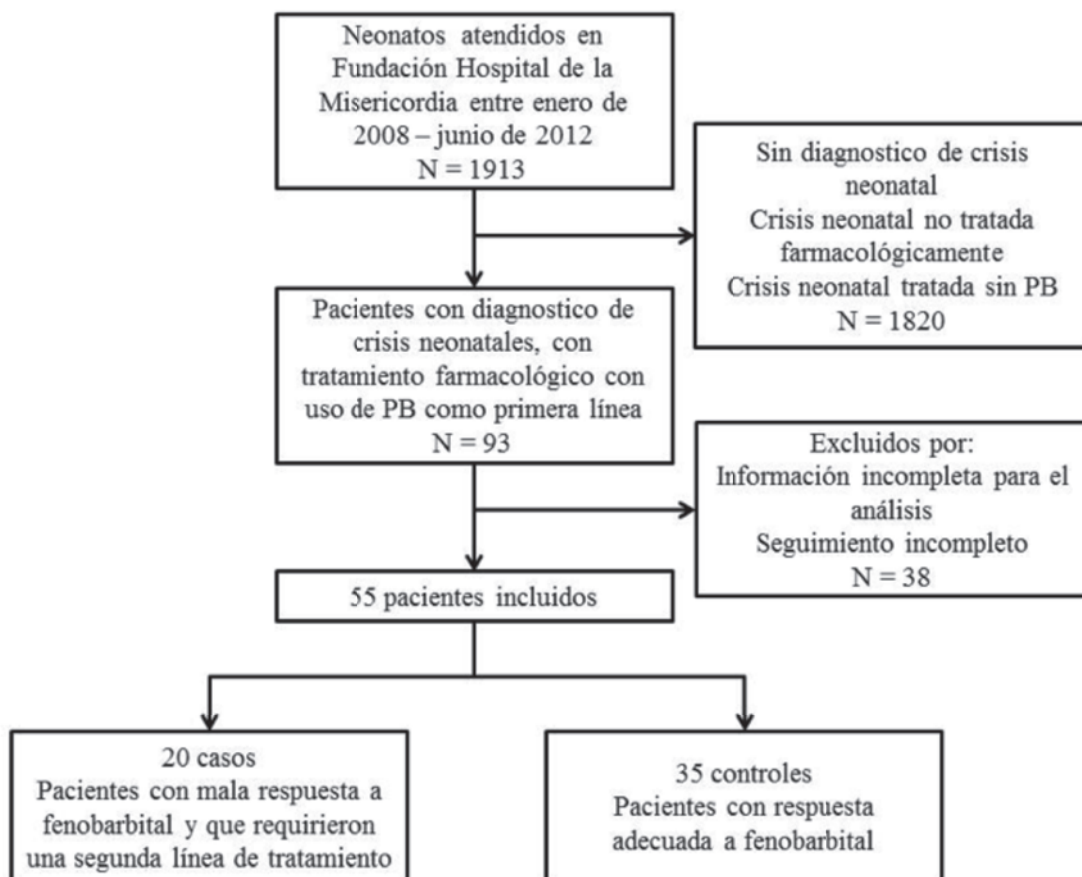 Neonatos atendidos en
Fundación Hospital de la
Misericordia entre enero de
2008 – junio de 2012
N = 1913
Sin diagnostico de crisis
neonatal
Crisis neonatal no tratada
farmacológicamente
Crisis neonatal tratada sin PB
N = 1820
Pacientes con diagnostico de
crisis neonatales, con
tratamiento farmacológico con
uso de PB como primera línea
N = 93
Excluidos por:
Información incompleta para el
análisis
Seguimiento incompleto
N = 38
55 pacientes incluidos
20 casos
Pacientes con mala respuesta a
fenobarbital y que requirieron
una segunda línea de tratamiento
35 controles
Pacientes con respuesta
adecuada a fenobarbital